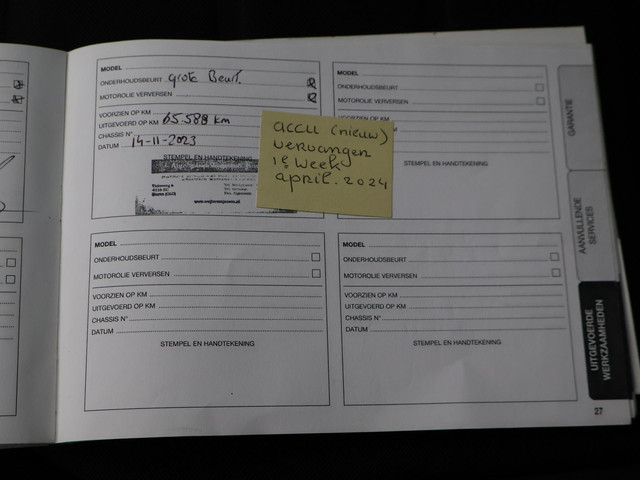 MODEL
ONDERHOUDSBEURT grote Beurt.
MOTOROLIE VERVERSEN
VOORZIEN OP KM
UITGEVOERD OP KM 65.588 km
CHASSIS N°
DATUM 14-11-2023
STEMPEL EN HANDTEKENING
accu (nieuw)
vervangen
1e week
april. 2024
MODEL
ONDERHOUDSBEURT
MOTOROLIE VERVERSEN
STEMPEL EN HANDTEKENING
MODEL
ONDERHOUDSBEURT
MOTOROLIE VERVERSEN
VOORZIEN OP KM
UITGEVOERD OP KM
CHASSIS N°
DATUM
STEMPEL EN HANDTEKENING
MODEL
ONDERHOUDSBEURT
MOTOROLIE VERVERSEN
VOORZIEN OP KM
UITGEVOERD OP KM
CHASSIS N°
DATUM
STEMPEL EN HANDTEKENING
GARANTIE
AANVULLENDE
SERVICES
UITGEVOERDE
WERKZAAMHEDEN
27